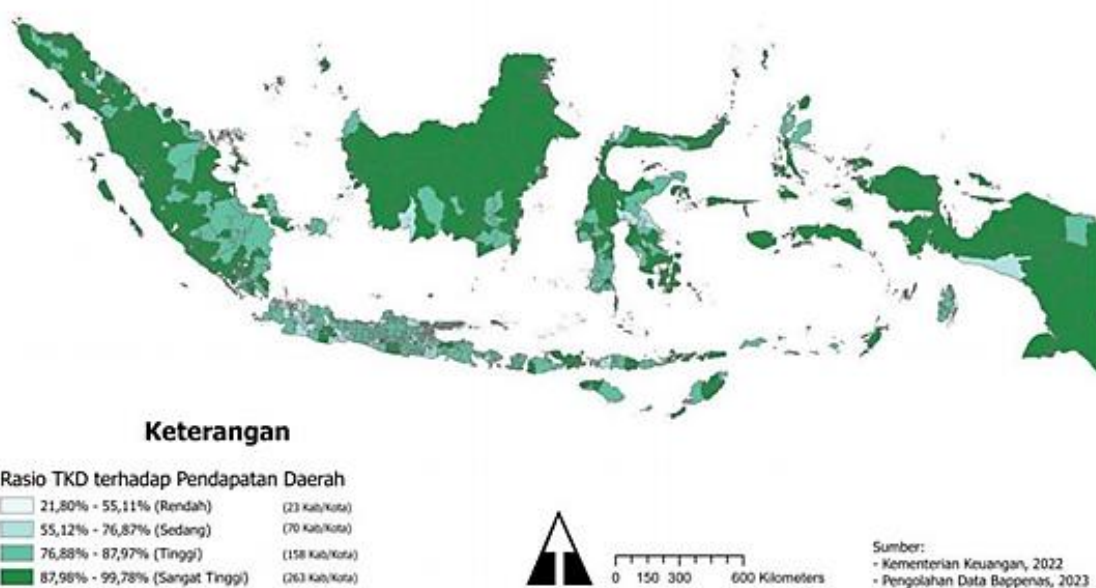 Keterangan
Rasio TKD terhadap Pendapatan Daerah
21,80% - 55,11% (Rendah) (23 Kab/Kota)
55,12% - 76,87% (Sedang) (70 Kab/Kota)
76,88% - 87,97% (Tinggi) (158 Kab/Kota)
87,98% - 99,78% (Sangat Tinggi) (263 Kab/Kota)
0 150 300 600 Kilometers
Sumber:
- Kementerian Keuangan, 2022
- Pengolahan Data Bappenas, 2023